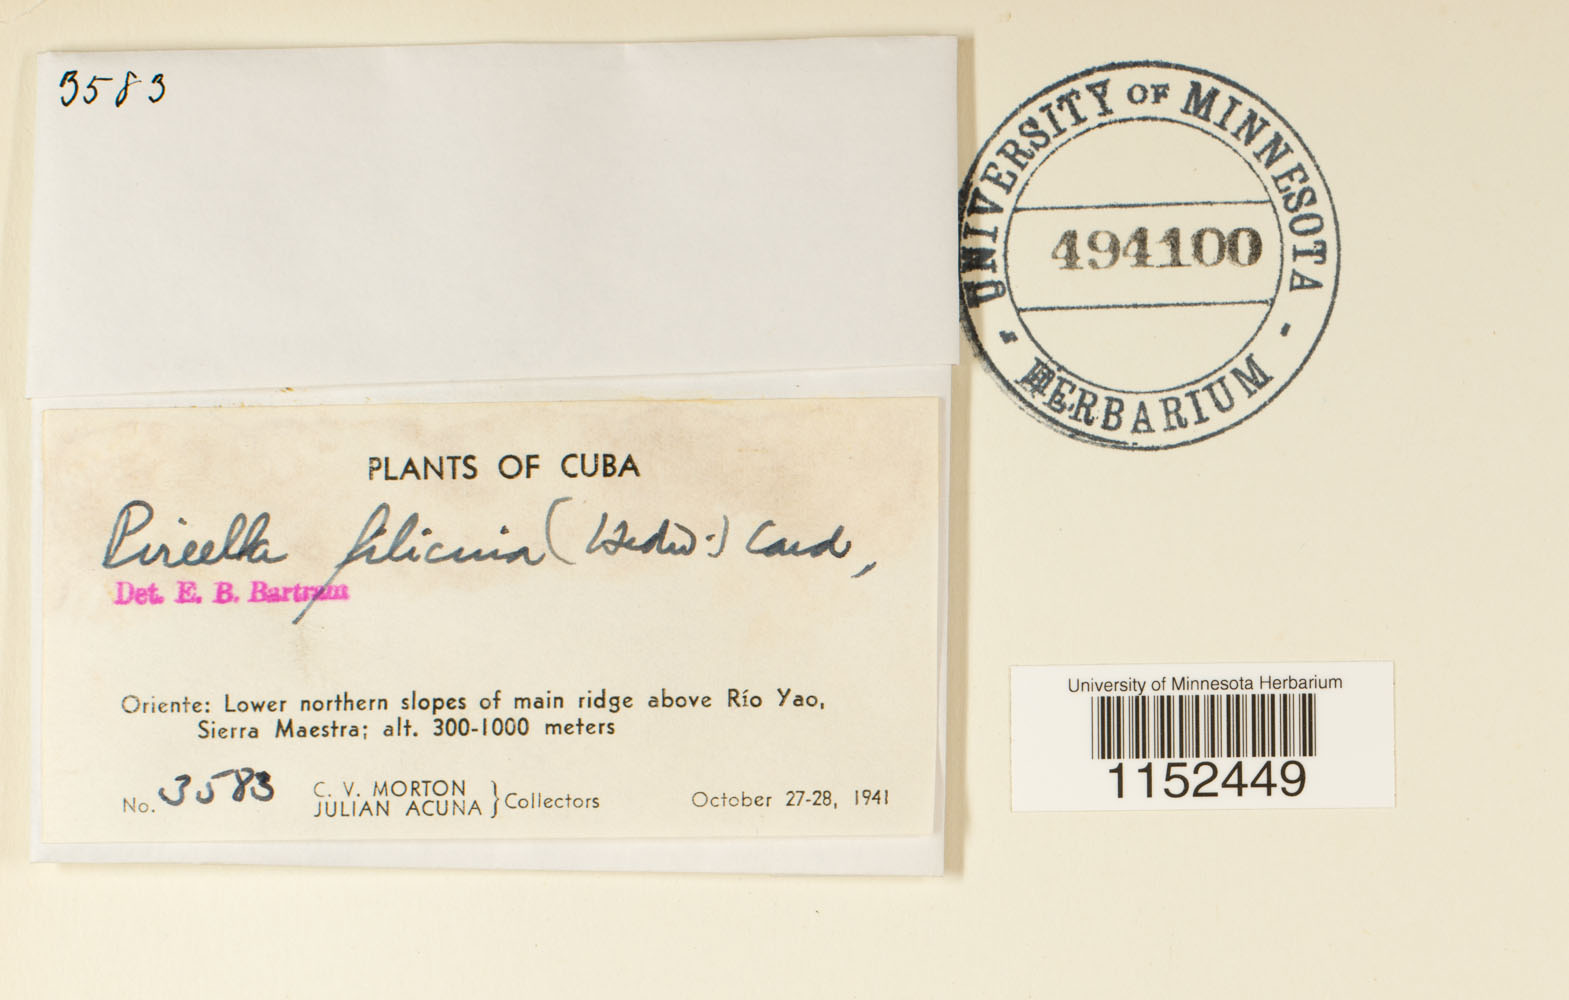 3583
UNIVERSITY OF MINNESOTA
494100
- HERBARIUM -
PLANTS OF CUBA
Pireella filicina (Hedw.) Card,
Det. E. B. Bartram
Oriente: Lower northern slopes of main ridge above Río Yao,
Sierra Maestra; alt. 300-1000 meters
No. 3583 C. V. MORTON
JULIAN ACUNA } Collectors October 27-28, 1941
University of Minnesota Herbarium
1152449